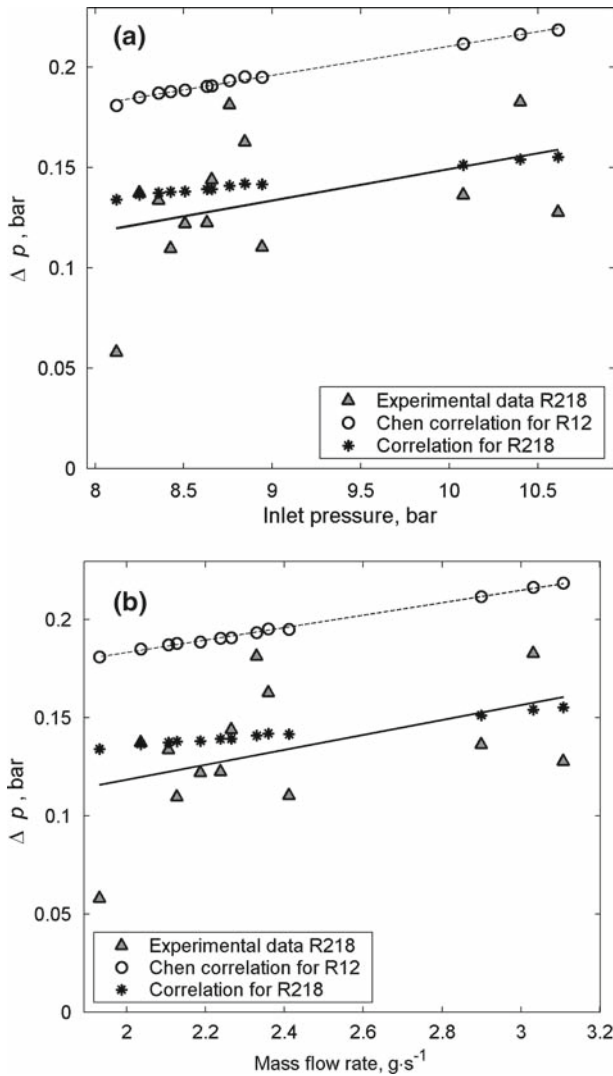 (a)
0.2
0.15
0.1
0.05
0
Δ p , bar
Experimental data R218
Chen correlation for R12
Correlation for R218
8 8.5 9 9.5 10 10.5
Inlet pressure, bar
(b)
0.2
0.15
0.1
0.05
0
Δ p , bar
Experimental data R218
Chen correlation for R12
Correlation for R218
2 2.2 2.4 2.6 2.8 3 3.2
Mass flow rate, g·s⁻¹